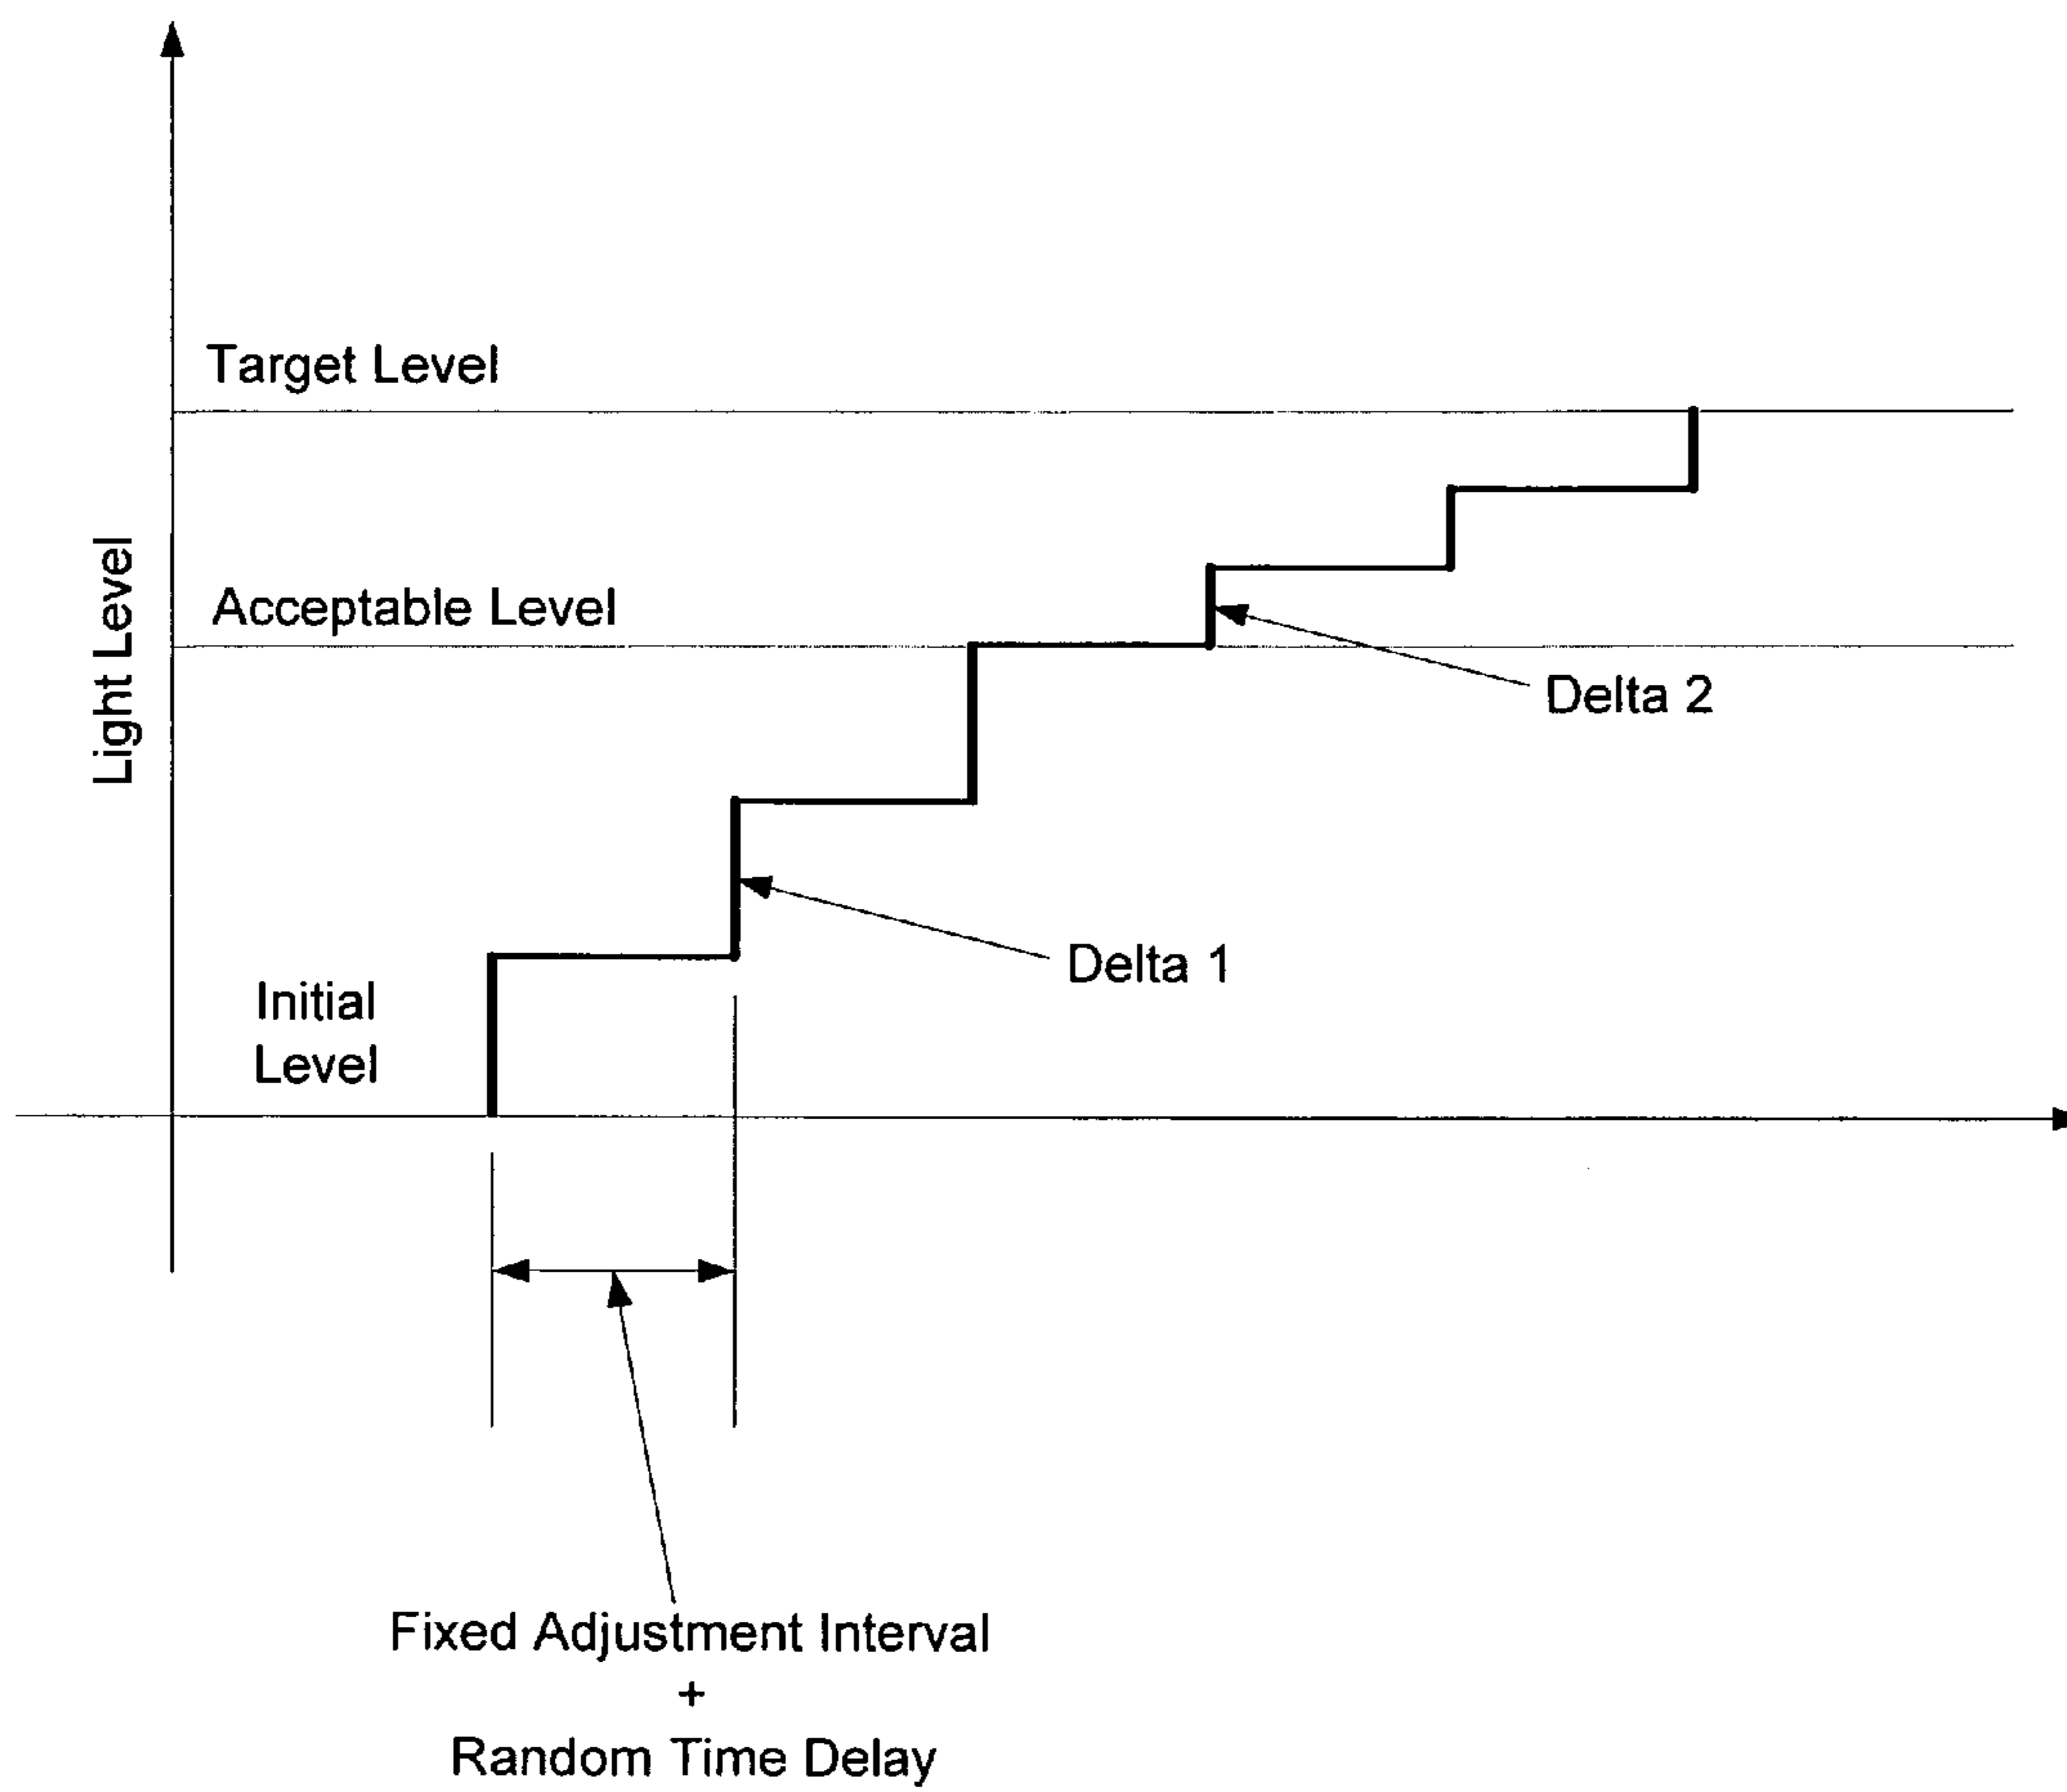 Target Level
Acceptable Level
Light Level
Delta 2
Delta 1
Initial
Level
Fixed Adjustment Interval
+
Random Time Delay